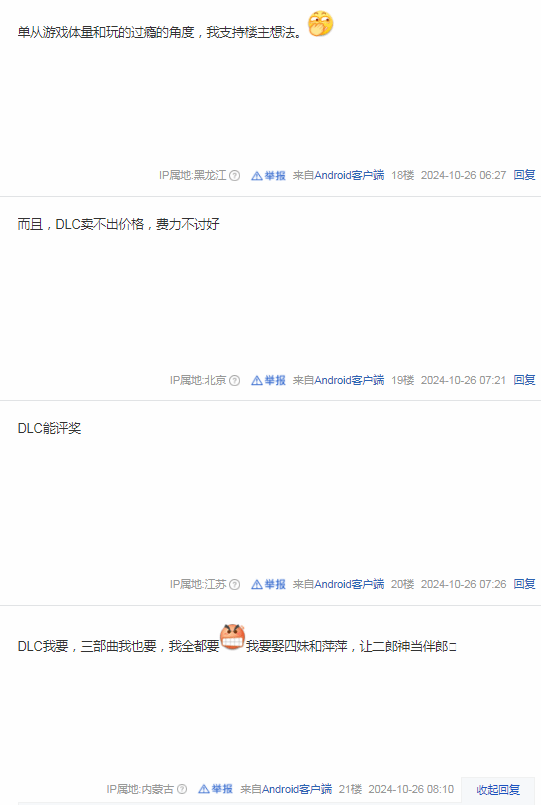 单从游戏体量和玩的过瘾的角度，我支持楼主想法。
IP属地:黑龙江 举报 来自Android客户端 18楼 2024-10-26 06:27 回复
而且，DLC卖不出价格，费力不讨好
IP属地:北京 举报 来自Android客户端 19楼 2024-10-26 07:21 回复
DLC能评奖
IP属地:江苏 举报 来自Android客户端 20楼 2024-10-26 07:26 回复
DLC我要，三部曲我也要，我全都要我要娶四妹和萍萍，让二郎神当伴郎
IP属地:内蒙古 举报 来自Android客户端 21楼 2024-10-26 08:10 收起回复